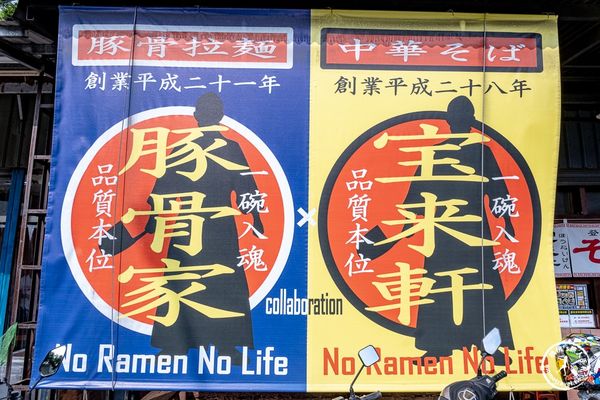 豚骨拉麺
創業平成二十一年
豚骨家
品質本位
一碗入魂
中華そば
創業平成二十八年
宝来軒
品質本位
一碗入魂
×
collaboration
No Ramen No Life
No Ramen No Life